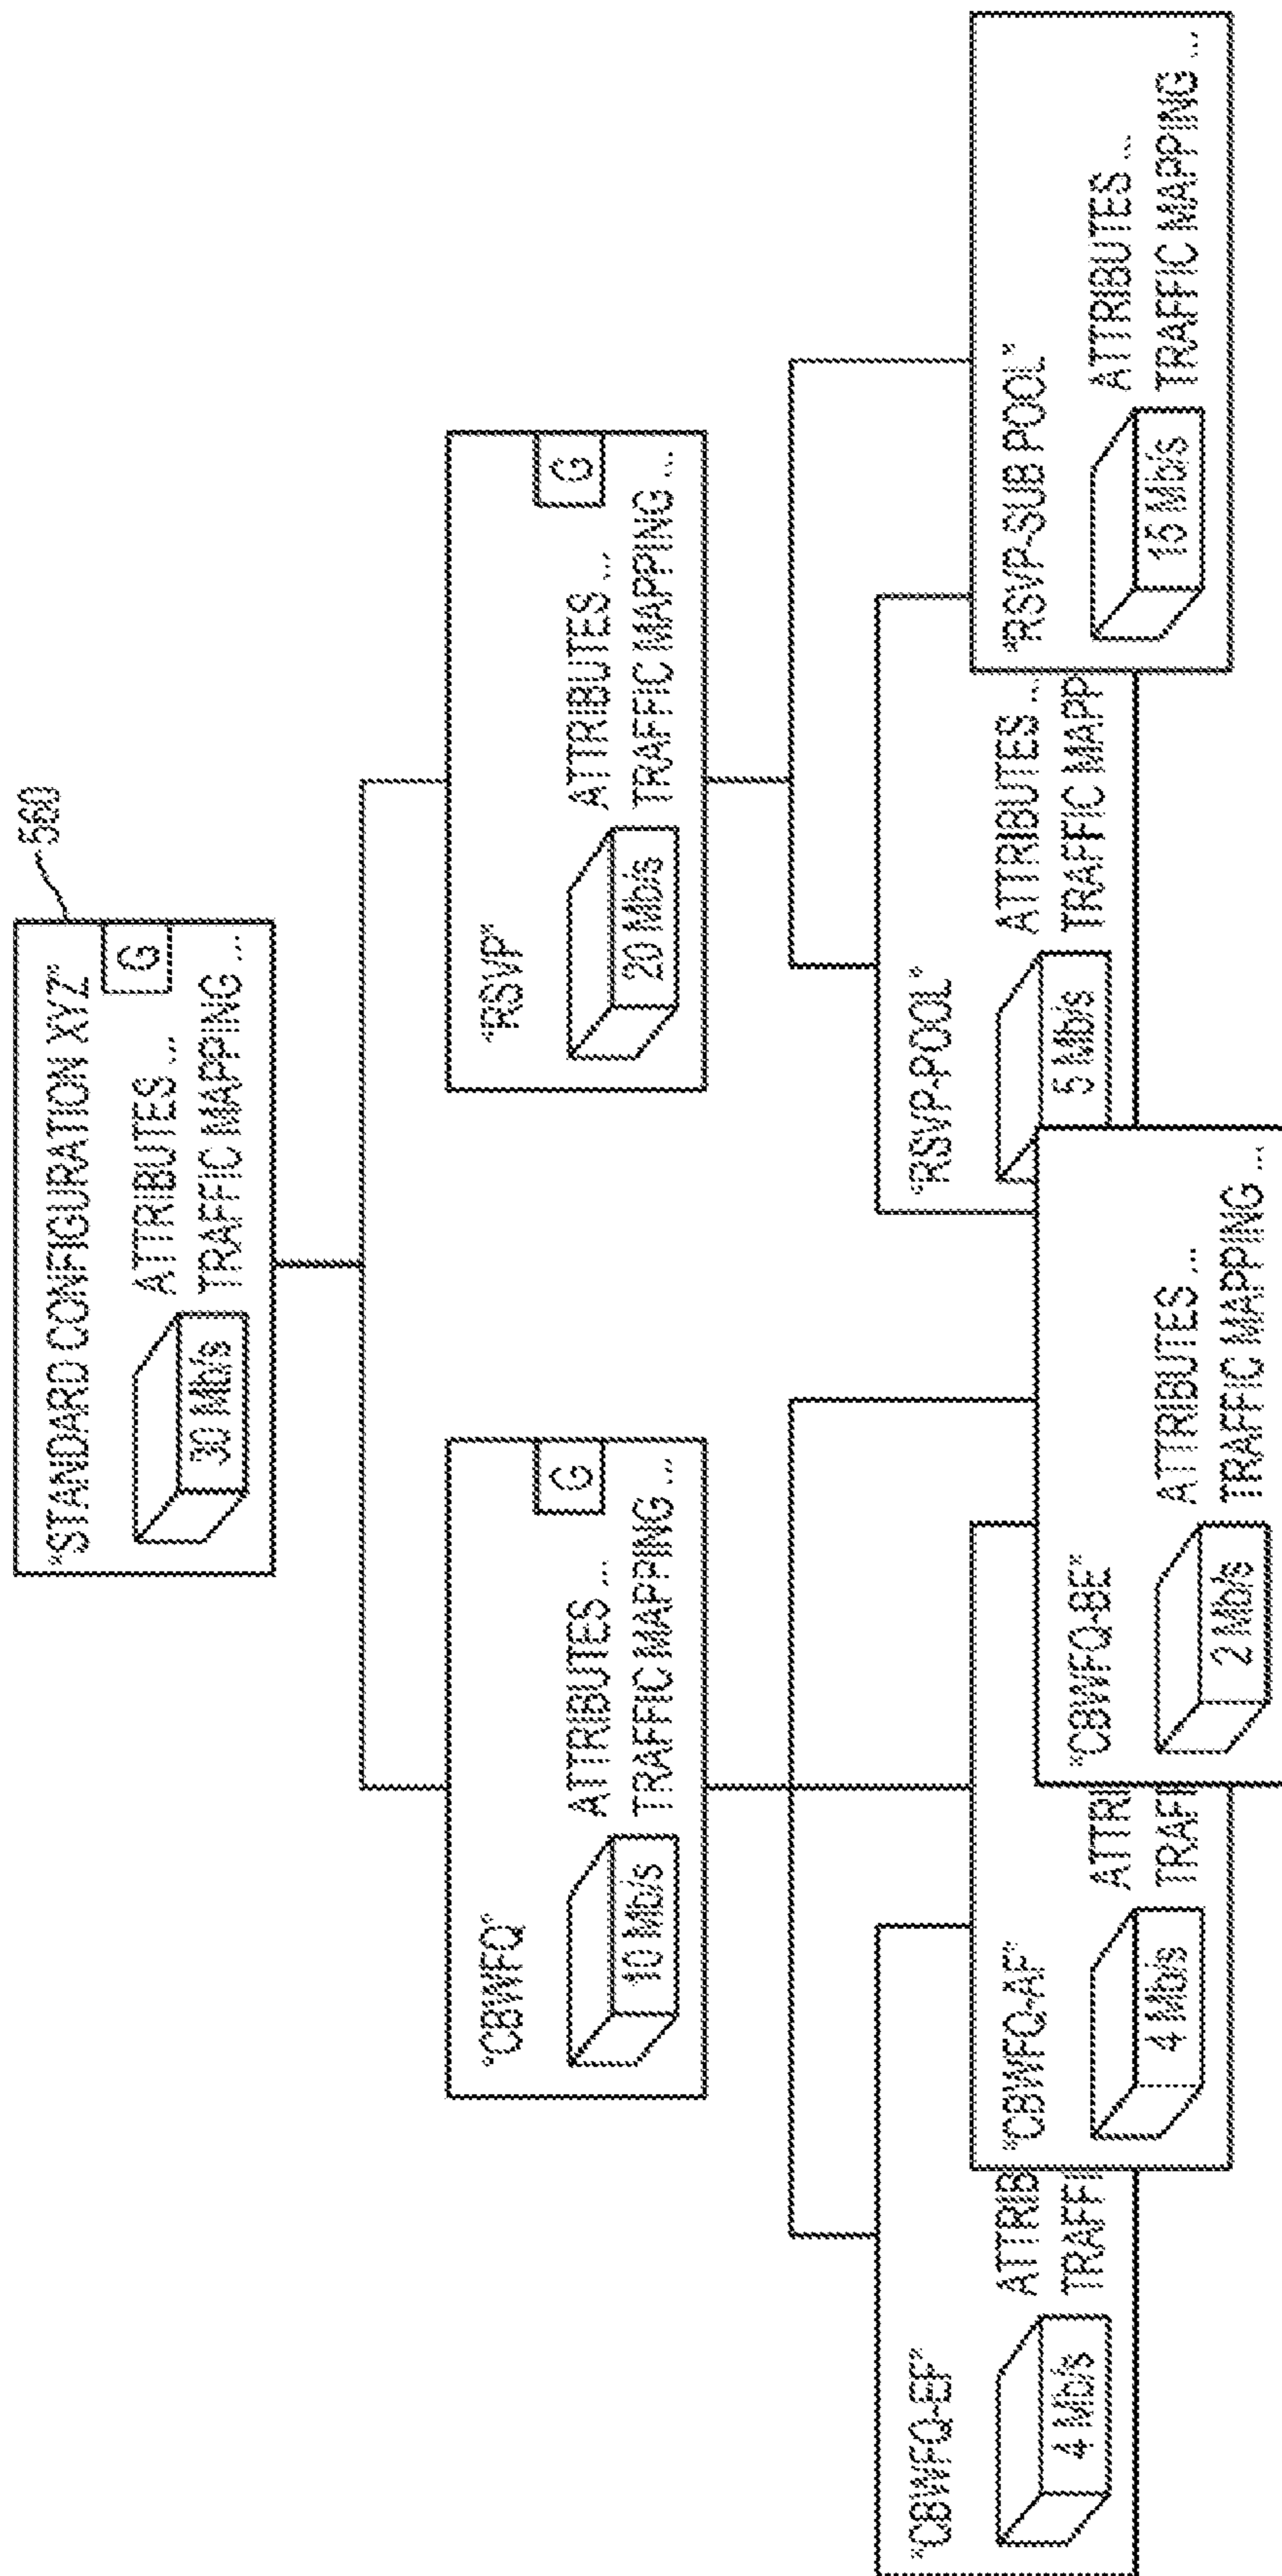 560
"STANDARD CONFIGURATION XYZ"
G
30 Mb/s
ATTRIBUTES ...
TRAFFIC MAPPING ...
"CBWFQ"
G
10 Mb/s
ATTRIBUTES ...
TRAFFIC MAPPING ...
"RSVP"
G
20 Mb/s
ATTRIBUTES ...
TRAFFIC MAPPING ...
"CBWFQ-EF"
4 Mb/s
ATTRIB
TRAFFI
"CBWFQ-AF"
4 Mb/s
ATTRI
TRAFI
"CBWFQ-BE"
2 Mb/s
ATTRIBUTES ...
TRAFFIC MAPPING ...
"RSVP-POOL"
5 Mb/s
ATTRIBUTES ...
TRAFFIC MAPP
"RSVP-SUB POOL"
15 Mb/s
ATTRIBUTES ...
TRAFFIC MAPPING ...